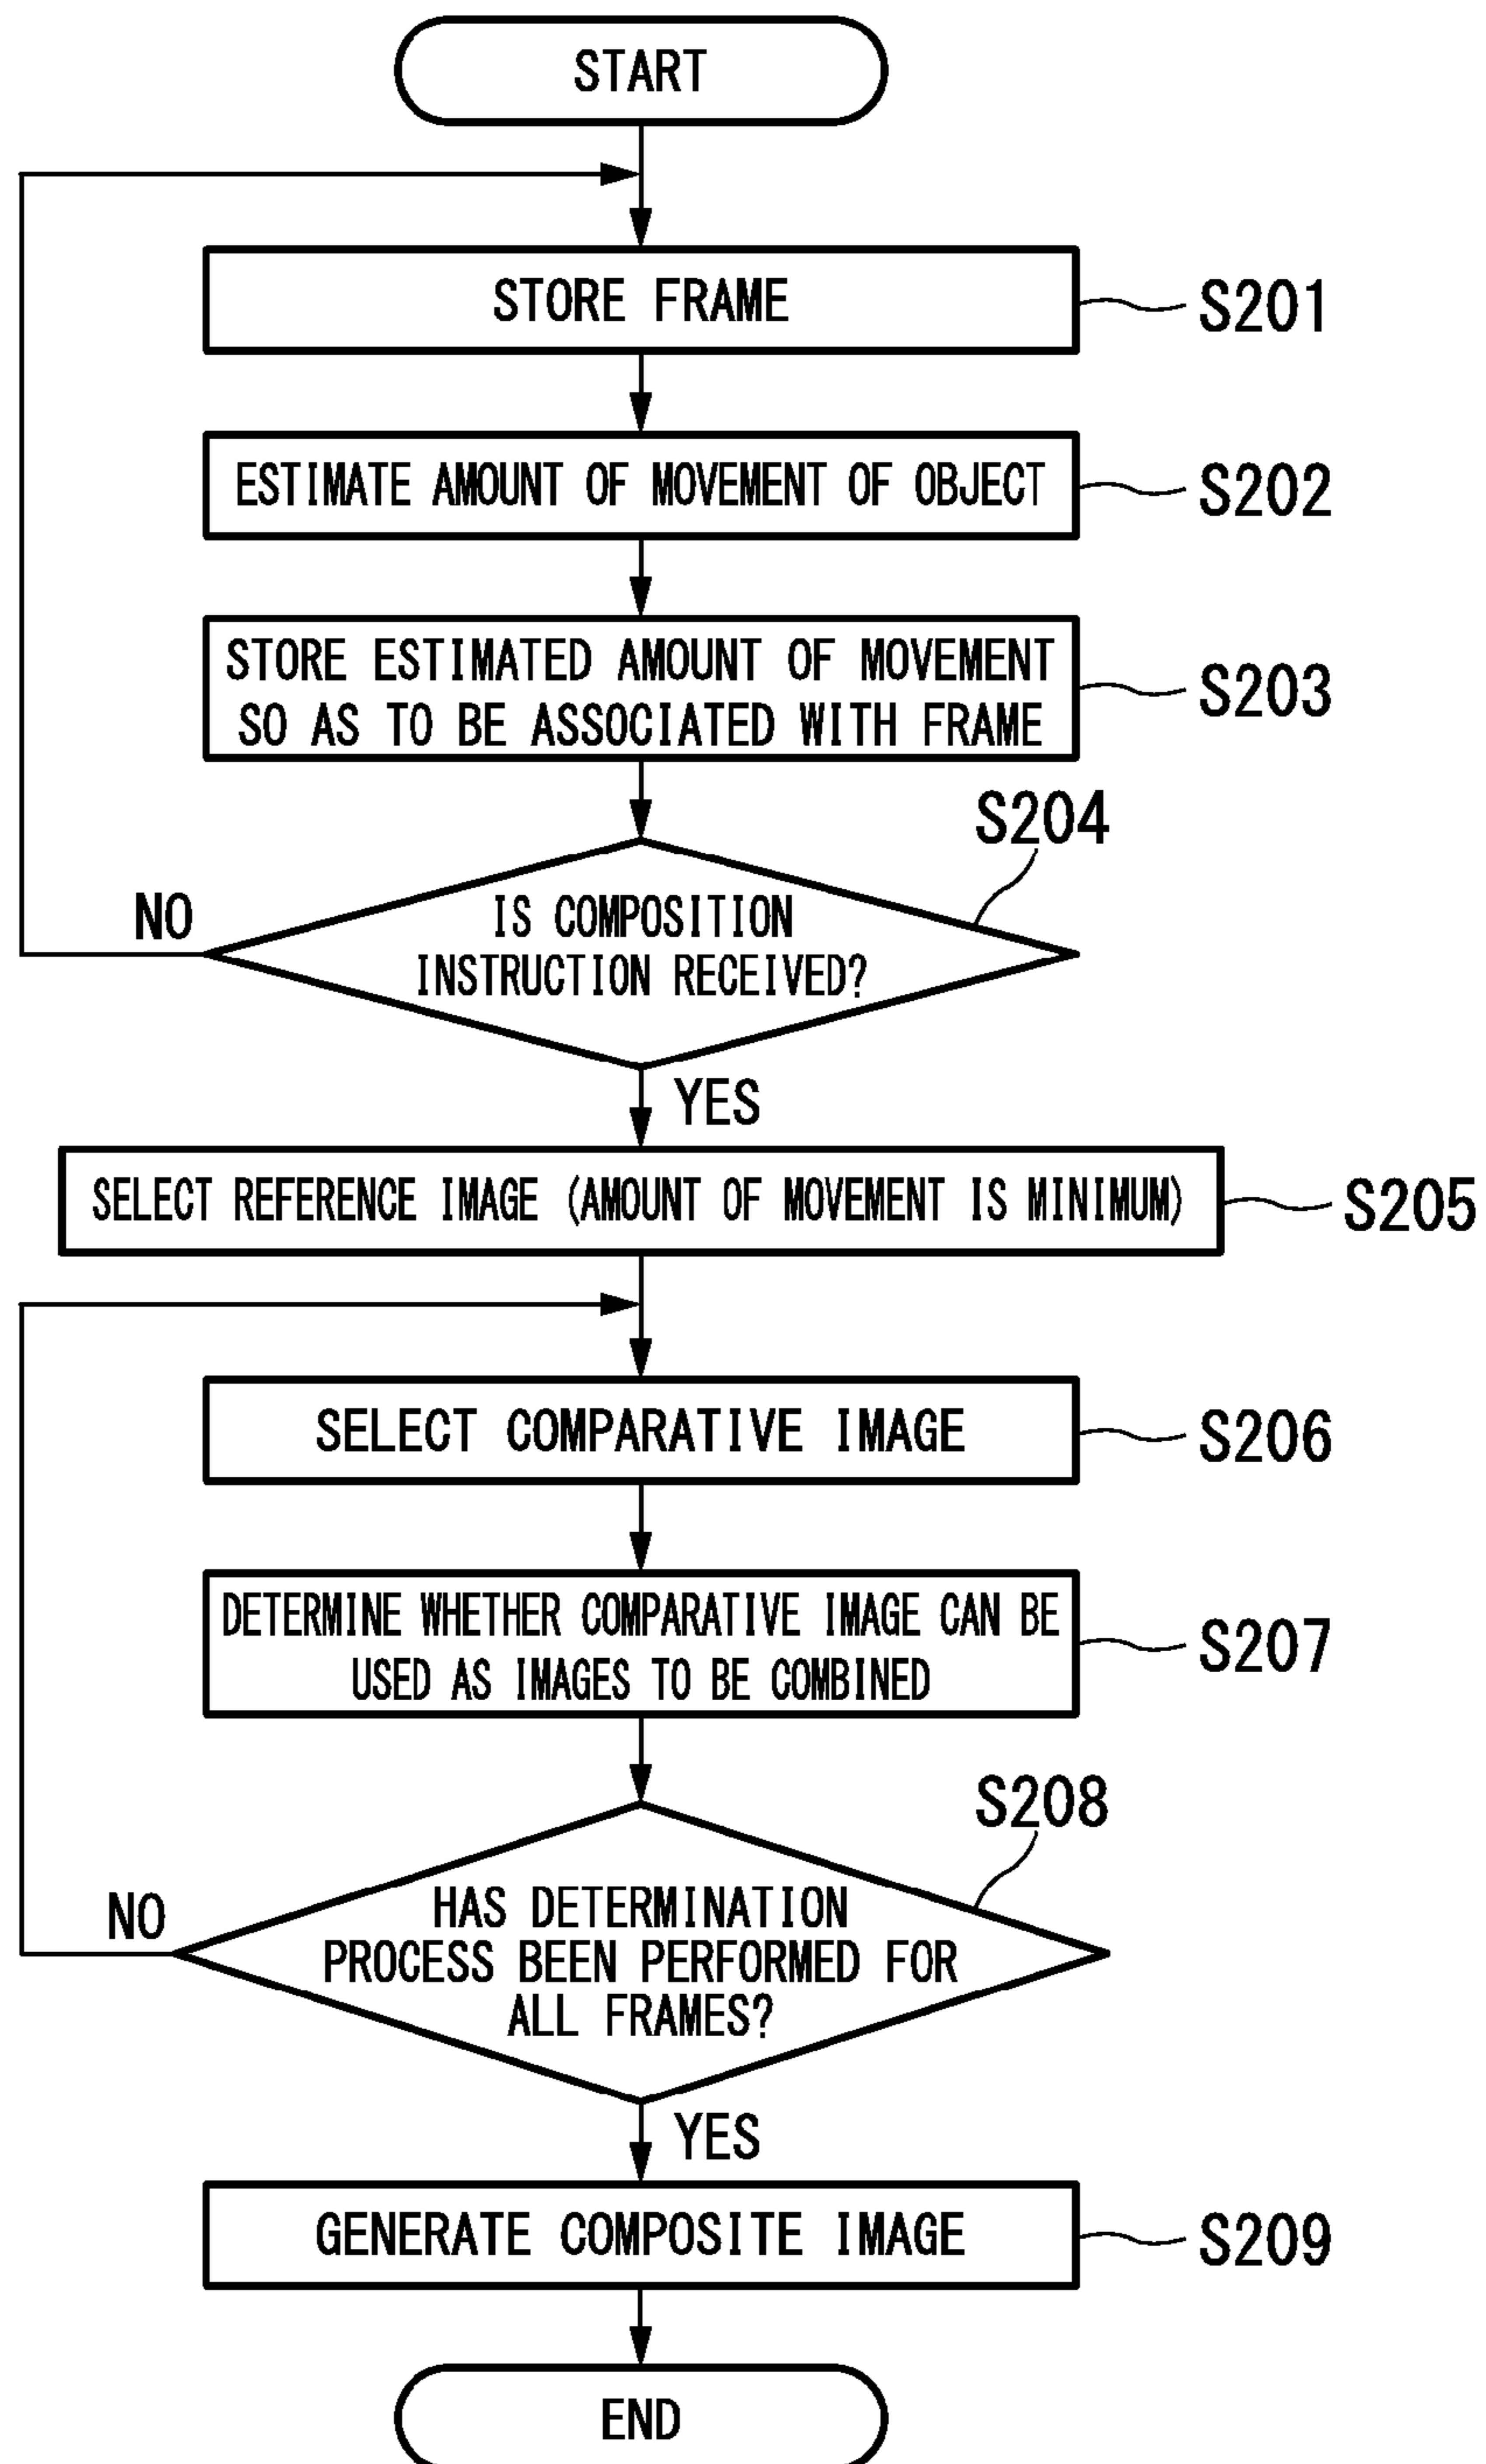 START
STORE FRAME
S201
ESTIMATE AMOUNT OF MOVEMENT OF OBJECT
S202
STORE ESTIMATED AMOUNT OF MOVEMENT
SO AS TO BE ASSOCIATED WITH FRAME
S203
S204
IS COMPOSITION
INSTRUCTION RECEIVED?
NO
YES
SELECT REFERENCE IMAGE (AMOUNT OF MOVEMENT IS MINIMUM)
S205
SELECT COMPARATIVE IMAGE
S206
DETERMINE WHETHER COMPARATIVE IMAGE CAN BE
USED AS IMAGES TO BE COMBINED
S207
S208
HAS DETERMINATION
PROCESS BEEN PERFORMED FOR
ALL FRAMES?
NO
YES
GENERATE COMPOSITE IMAGE
S209
END